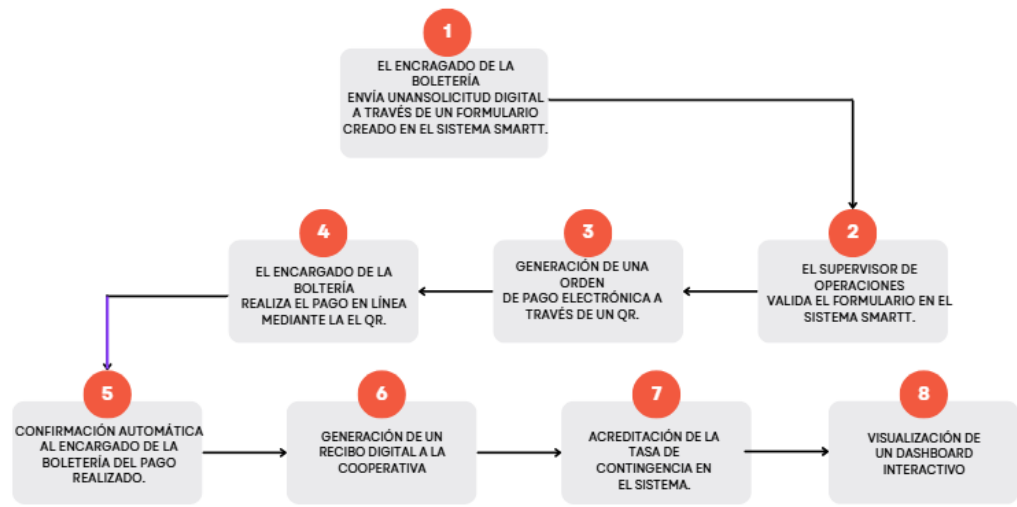 1
EL ENCRAGADO DE LA
BOLETERÍA
ENVÍA UNANSOLICITUD DIGITAL
A TRAVÉS DE UN FORMULARIO
CREADO EN EL SISTEMA SMARTT.
2
EL SUPERVISOR DE
OPERACIONES
VALIDA EL FORMULARIO EN EL
SISTEMA SMARTT.
3
GENERACIÓN DE UNA
ORDEN
DE PAGO ELECTRÓNICA A
TRAVÉS DE UN QR.
4
EL ENCARGADO DE LA
BOLTERÍA
REALIZA EL PAGO EN LÍNEA
MEDIANTE LA EL QR.
5
CONFIRMACIÓN AUTOMÁTICA
AL ENCARGADO DE LA
BOLETERÍA DEL PAGO
REALIZADO.
6
GENERACIÓN DE UN
RECIBO DIGITAL A LA
COOPERATIVA
7
ACREDITACIÓN DE LA
TASA DE
CONTINGENCIA EN
EL SISTEMA.
8
VISUALIZACIÓN DE
UN DASHBOARD
INTERACTIVO